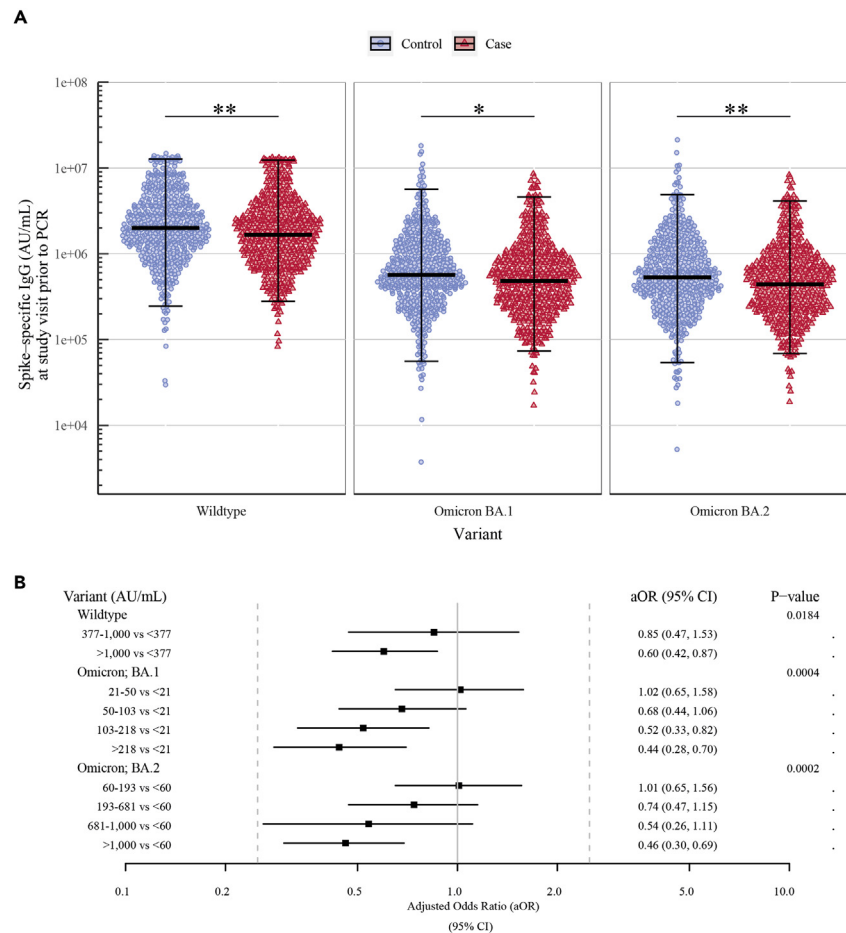 A
Control Case
** * **
1e+08
1e+07
1e+06
1e+05
1e+04
Spike–specific IgG (AU/mL)
at study visit prior to PCR
Wildtype Omicron BA.1 Omicron BA.2
Variant
B
Variant (AU/mL) aOR (95% CI) P−value
Wildtype 0.0184
377-1,000 vs <377 0.85 (0.47, 1.53) .
>1,000 vs <377 0.60 (0.42, 0.87) .
Omicron; BA.1 0.0004
21-50 vs <21 1.02 (0.65, 1.58) .
50-103 vs <21 0.68 (0.44, 1.06) .
103-218 vs <21 0.52 (0.33, 0.82) .
>218 vs <21 0.44 (0.28, 0.70) .
Omicron; BA.2 0.0002
60-193 vs <60 1.01 (0.65, 1.56) .
193-681 vs <60 0.74 (0.47, 1.15) .
681-1,000 vs <60 0.54 (0.26, 1.11) .
>1,000 vs <60 0.46 (0.30, 0.69) .
0.1 0.2 0.5 1.0 2.0 5.0 10.0
Adjusted Odds Ratio (aOR)
(95% CI)